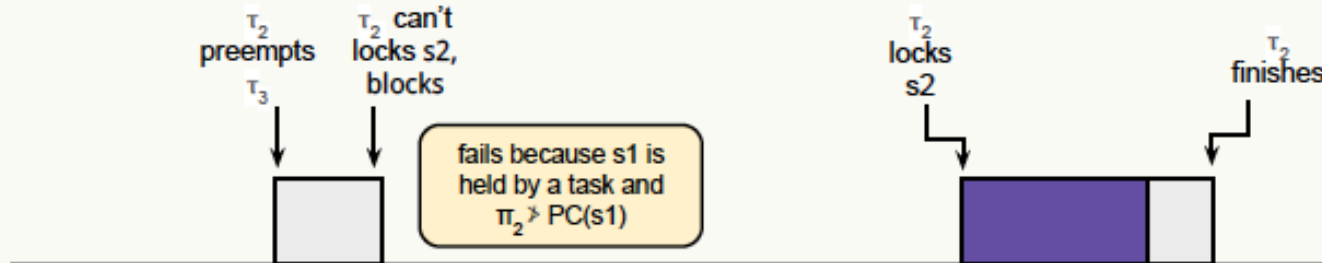 τ₂
preempts
τ₃
τ₂ can't
locks s2,
blocks
fails because s1 is
held by a task and
π₂ ≯ PC(s1)
τ₂
locks
s2
τ₂
finishes